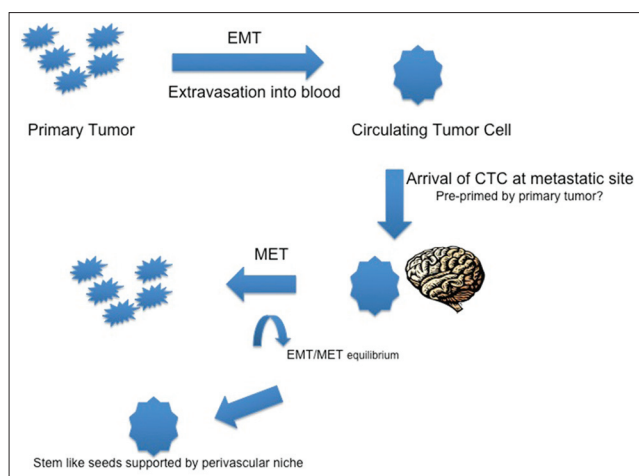 EMT
Extravasation into blood
Primary Tumor
Circulating Tumor Cell
Arrival of CTC at metastatic site
Pre-primed by primary tumor?
MET
EMT/MET equilibrium
Stem like seeds supported by perivascular niche